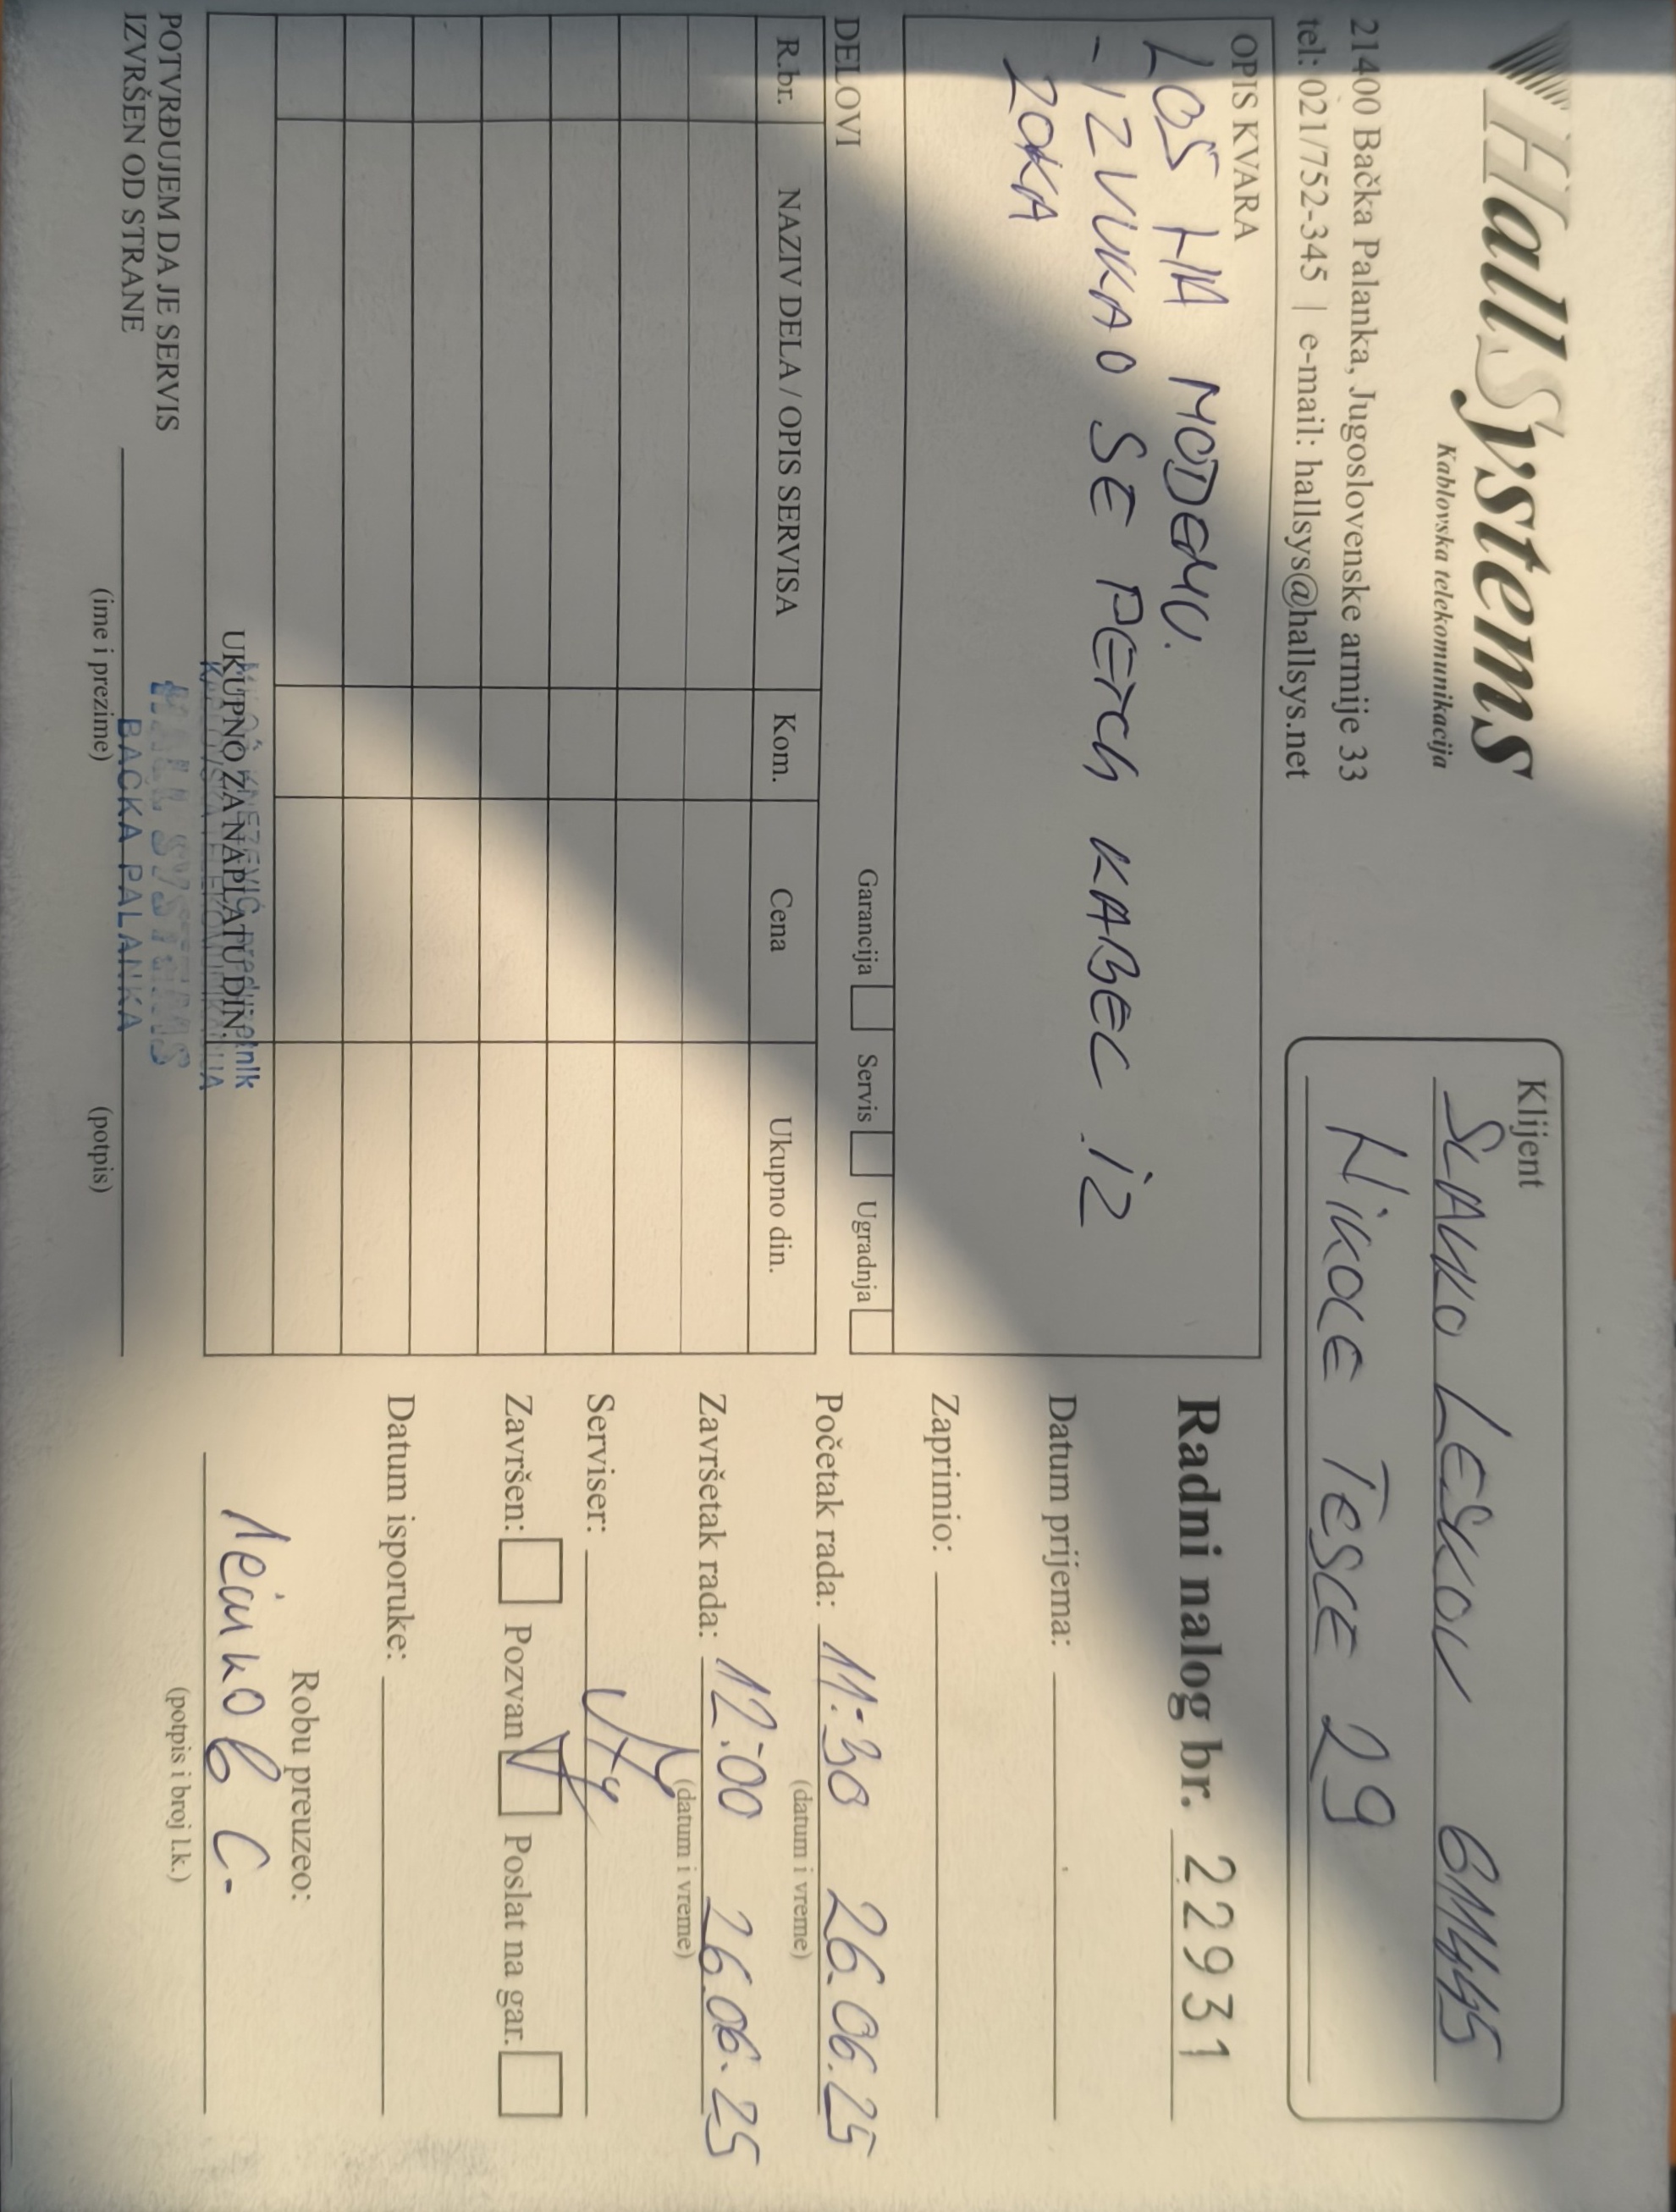 HallSystems
Kablovska telekomunikacija
21400 Bačka Palanka, Jugoslovenske armije 33
tel: 021/752-345 | e-mail: hallsys@hallsys.net
Klijent
SLAVKO LESKOV 611445
NIKOLE TESLE 29
OPIS KVARA
LOŠ HA MODEMU.
- IZVUKAO SE PETCH KABEL IZ
ZOKA
Radni nalog br. 22931
Datum prijema:
Zaprimio:
Početak rada: 11:30 26.06.25
(datum i vreme)
Završetak rada: 12:00 26.06.25
(datum i vreme)
Serviser:
Završen: Pozvan Poslat na gar.
Datum isporuke:
Robu preuzeo:
(potpis i broj l.k.)
DELOVI
Garancija Servis Ugradnja
R.br. NAZIV DELA / OPIS SERVISA Kom. Cena Ukupno din.
UKUPNO ZA NAPLATU DIN.
HALL SYSTEMS
BAČKA PALANKA
POTVRĐUJEM DA JE SERVIS
IZVRŠEN OD STRANE
(ime i prezime) (potpis)